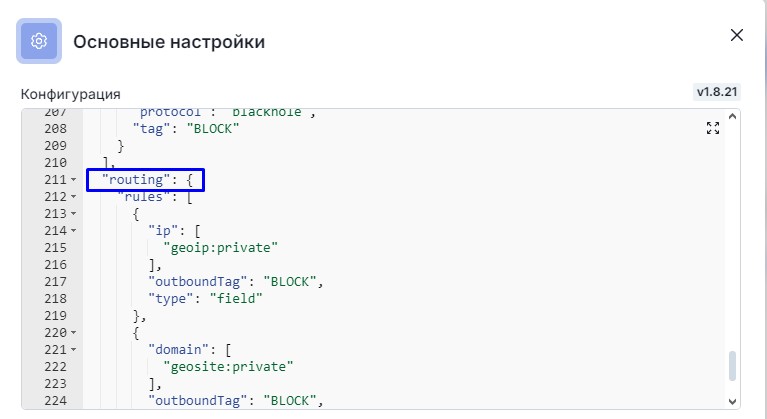 Основные настройки
Конфигурация
v1.8.21
207 "protocol": "blackhole",
208 "tag": "BLOCK"
209 }
210 ],
211 "routing": {
212 "rules": [
213 {
214 "ip": [
215 "geoip:private"
216 ],
217 "outboundTag": "BLOCK",
218 "type": "field"
219 },
220 {
221 "domain": [
222 "geosite:private"
223 ],
224 "outboundTag": "BLOCK",